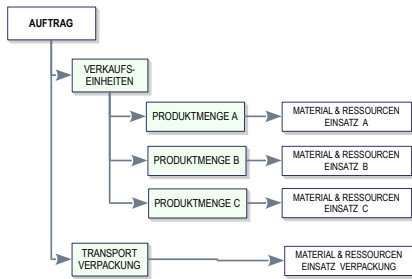 AUFTRAG
VERKAUFS-
EINHEITEN
PRODUKTMENGE A
MATERIAL & RESSOURCEN
EINSATZ A
PRODUKTMENGE B
MATERIAL & RESSOURCEN
EINSATZ B
PRODUKTMENGE C
MATERIAL & RESSOURCEN
EINSATZ C
TRANSPORT
VERPACKUNG
MATERIAL & RESSOURCEN
EINSATZ VERPACKUNG